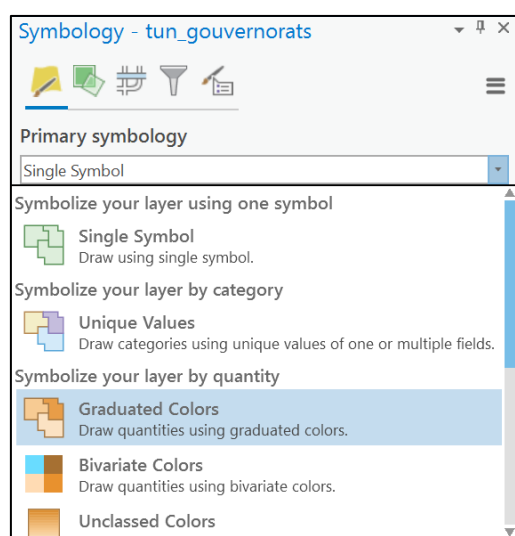 Symbology - tun_gouvernorats
Primary symbology
Single Symbol
Symbolize your layer using one symbol
Single Symbol
Draw using single symbol.
Symbolize your layer by category
Unique Values
Draw categories using unique values of one or multiple fields.
Symbolize your layer by quantity
Graduated Colors
Draw quantities using graduated colors.
Bivariate Colors
Draw quantities using bivariate colors.
Unclassed Colors